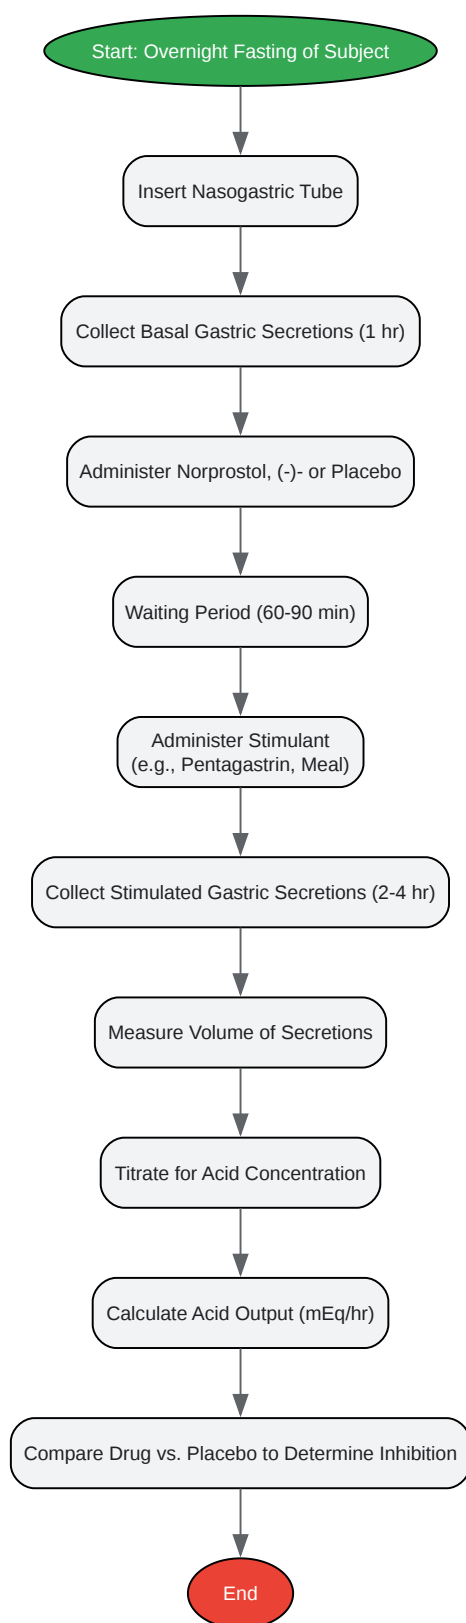 Start: Overnight Fasting of Subject
Insert Nasogastric Tube
Collect Basal Gastric Secretions (1 hr)
Administer Norprostol, (-)- or Placebo
Waiting Period (60-90 min)
Administer Stimulant
(e.g., Pentagastrin, Meal)
Collect Stimulated Gastric Secretions (2-4 hr)
Measure Volume of Secretions
Titrate for Acid Concentration
Calculate Acid Output (mEq/hr)
Compare Drug vs. Placebo to Determine Inhibition
End